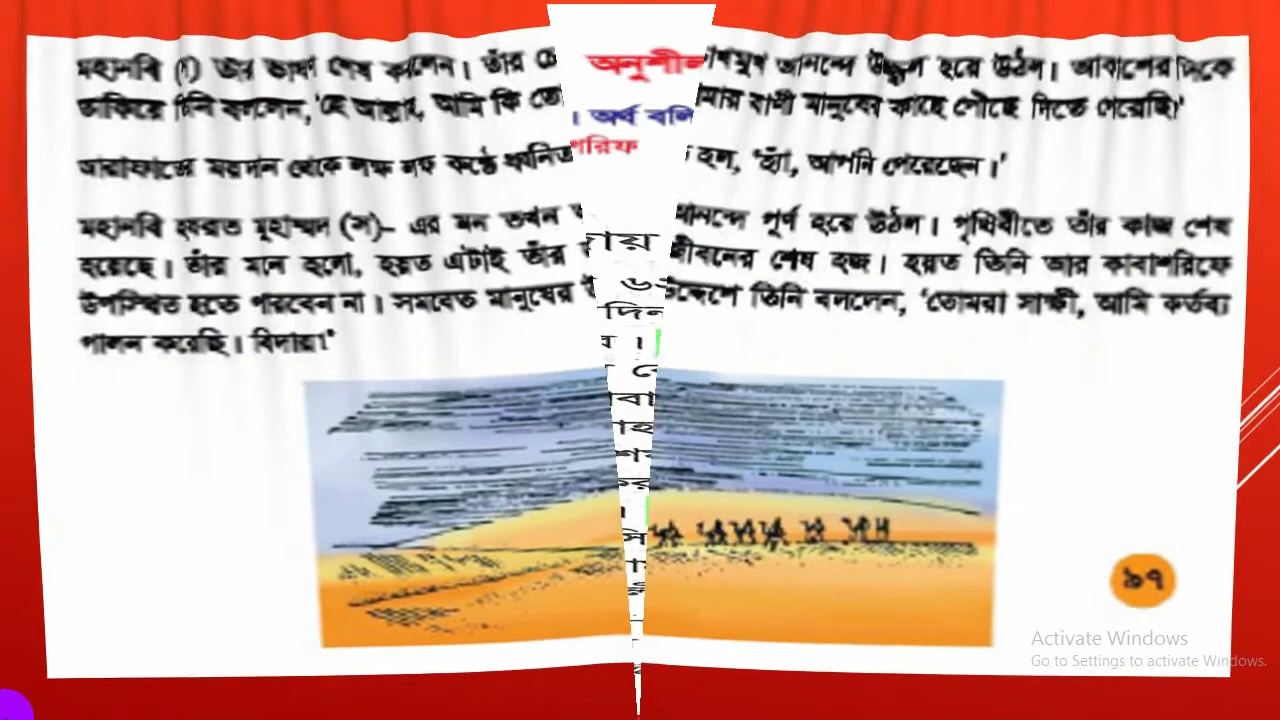 মহানবি (স) তাঁর ভাষণ শেষ করলেন। তাঁর চোখমুখ আনন্দে উজ্জ্বল হয়ে উঠল। আকাশের দিকে
তাকিয়ে তিনি বললেন, 'হে আল্লাহ, আমি কি তোমার বাণী মানুষের কাছে পৌঁছে দিতে পেরেছি।'
আরাফাতের ময়দান থেকে লক্ষ লক্ষ কণ্ঠে ধ্বনিত হল, 'হ্যাঁ, আপনি পেরেছেন।'
মহানবি হযরত মুহাম্মদ (স)- এর মন তখন আনন্দে পূর্ণ হয়ে উঠল। পৃথিবীতে তাঁর কাজ শেষ
হয়েছে। তাঁর মনে হলো, হয়ত এটাই তাঁর জীবনের শেষ হজ। হয়ত তিনি আর কাবাশরিফে
উপস্থিত হতে পারবেন না। সমবেত মানুষের উদ্দেশে তিনি বললেন, 'তোমরা সাক্ষী, আমি কর্তব্য
পালন করেছি। বিদায়।'
৯৭
Activate Windows
Go to Settings to activate Windows.